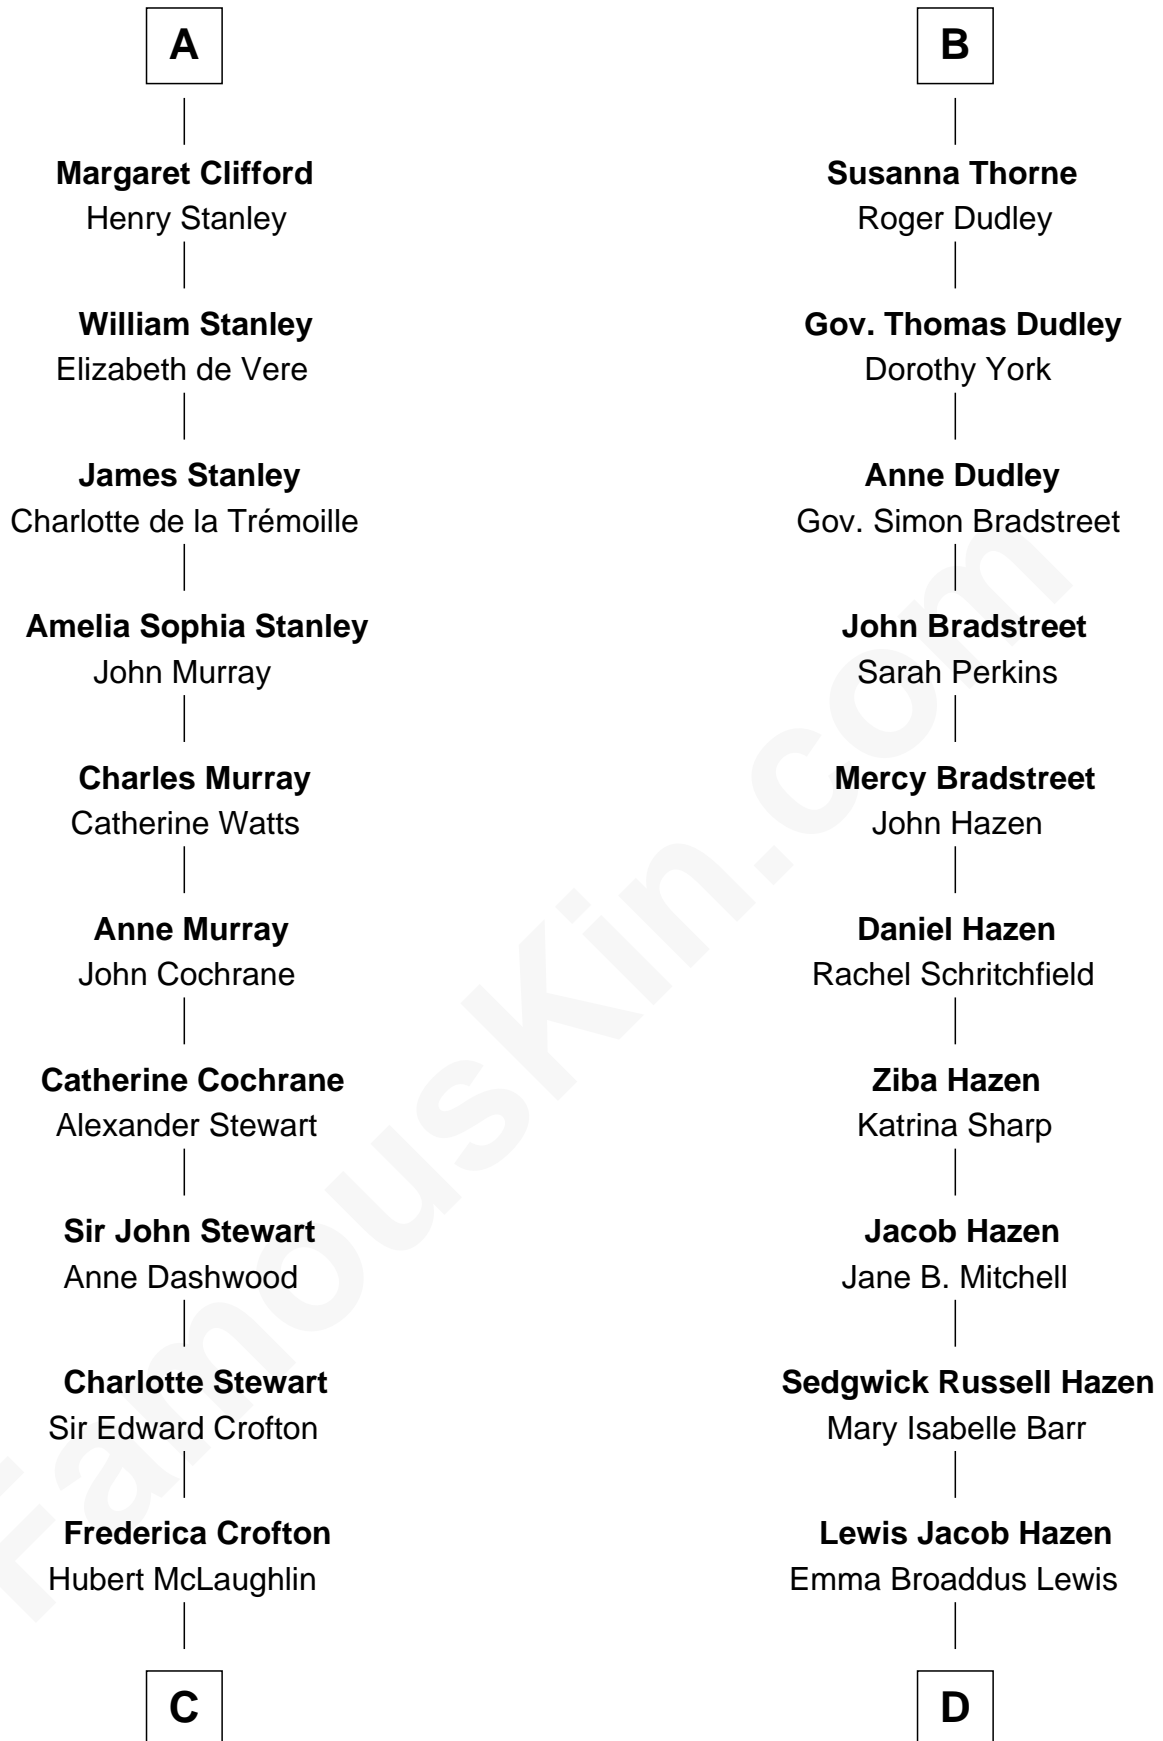 A
Margaret Clifford
Henry Stanley
William Stanley
Elizabeth de Vere
James Stanley
Charlotte de la Trémoille
Amelia Sophia Stanley
John Murray
Charles Murray
Catherine Watts
Anne Murray
John Cochrane
Catherine Cochrane
Alexander Stewart
Sir John Stewart
Anne Dashwood
Charlotte Stewart
Sir Edward Crofton
Frederica Crofton
Hubert McLaughlin
C
B
Susanna Thorne
Roger Dudley
Gov. Thomas Dudley
Dorothy York
Anne Dudley
Gov. Simon Bradstreet
John Bradstreet
Sarah Perkins
Mercy Bradstreet
John Hazen
Daniel Hazen
Rachel Schritchfield
Ziba Hazen
Katrina Sharp
Jacob Hazen
Jane B. Mitchell
Sedgwick Russell Hazen
Mary Isabelle Barr
Lewis Jacob Hazen
Emma Broaddus Lewis
D
FamousKin.com